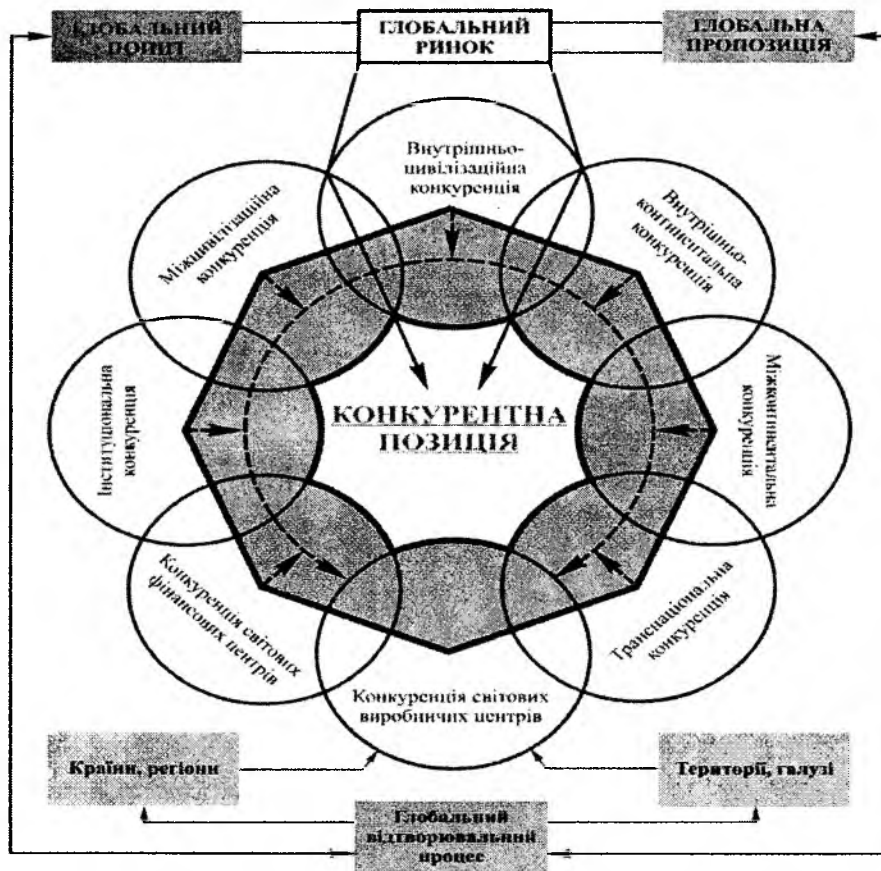 ГЛОБАЛЬНИЙ
ПОПИТ
ГЛОБАЛЬНИЙ
РИНОК
ГЛОБАЛЬНА
ПРОПОЗИЦІЯ
Внутрішньо-
цивілізаційна
конкуренція
Міжцивілізаційна
конкуренція
Внутрішньо-
континентальна
конкуренція
Інституціональна
конкуренція
КОНКУРЕНТНА
ПОЗИЦІЯ
Міжконтинентальна
конкуренція
Конкуренція світових
фінансових центрів
Транснаціональна
конкуренція
Конкуренція світових
виробничих центрів
Країни, регіони
Території, галузі
Глобальний
відтворювальний
процес